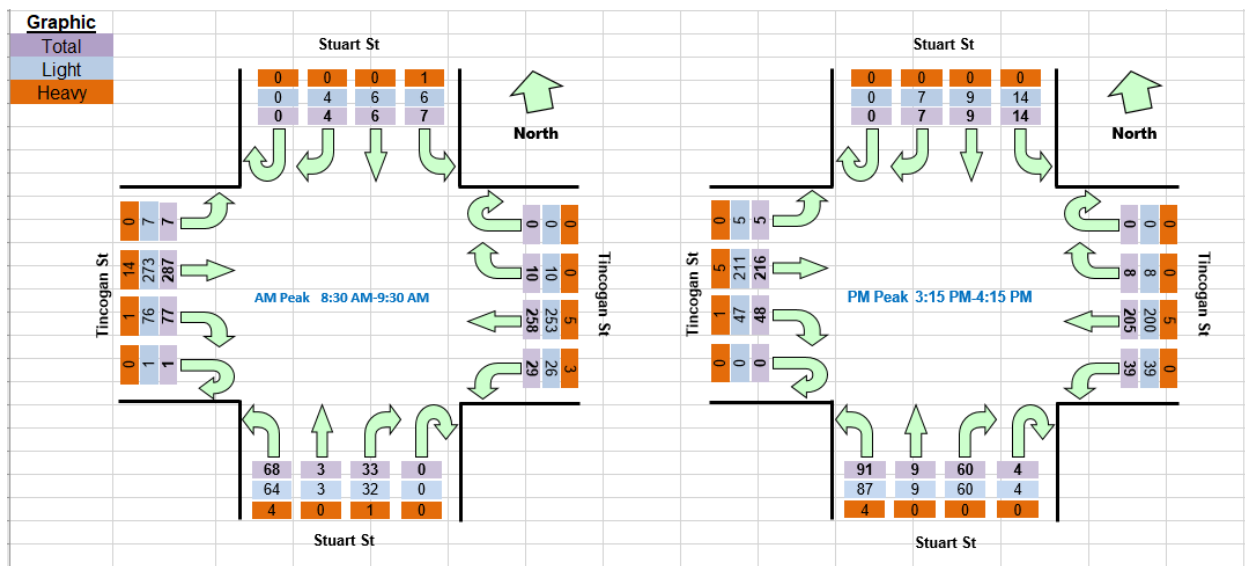 Graphic
Total
Light
Heavy
Stuart St
0 0 0 1
0 4 6 6
0 4 6 7
North
Tincogan St
0 7 7
14 273 287
1 76 77
0 1 1
AM Peak 8:30 AM-9:30 AM
0 0 0
10 10 0
258 253 5
29 26 3
Tincogan St
68 3 33 0
64 3 32 0
4 0 1 0
Stuart St
Stuart St
0 0 0 0
0 7 9 14
0 7 9 14
North
Tincogan St
0 5 5
5 211 216
1 47 48
0 0 0
PM Peak 3:15 PM-4:15 PM
0 0 0
8 8 0
205 200 5
39 39 0
Tincogan St
91 9 60 4
87 9 60 4
4 0 0 0
Stuart St